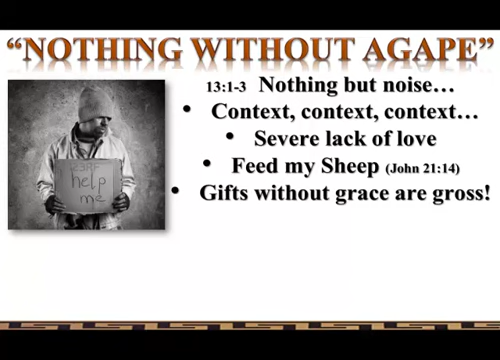 “NOTHING WITHOUT AGAPE”
13:1-3 Nothing but noise…
• Context, context, context…
• Severe lack of love
• Feed my Sheep (John 21:14)
• Gifts without grace are gross!
help
me